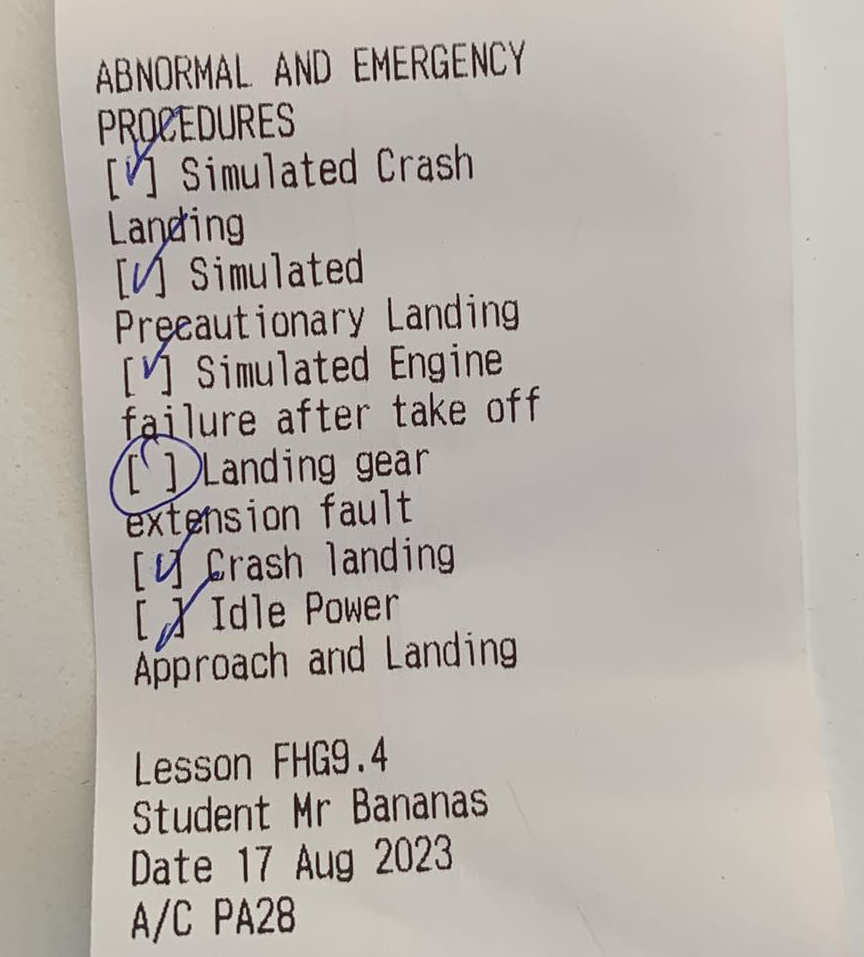 ABNORMAL AND EMERGENCY
PROCEDURES
[✓] Simulated Crash
Landing
[✓] Simulated
Precautionary Landing
[✓] Simulated Engine
failure after take off
[ ] Landing gear
extension fault
[✓] Crash landing
[✓] Idle Power
Approach and Landing
Lesson FHG9.4
Student Mr Bananas
Date 17 Aug 2023
A/C PA28